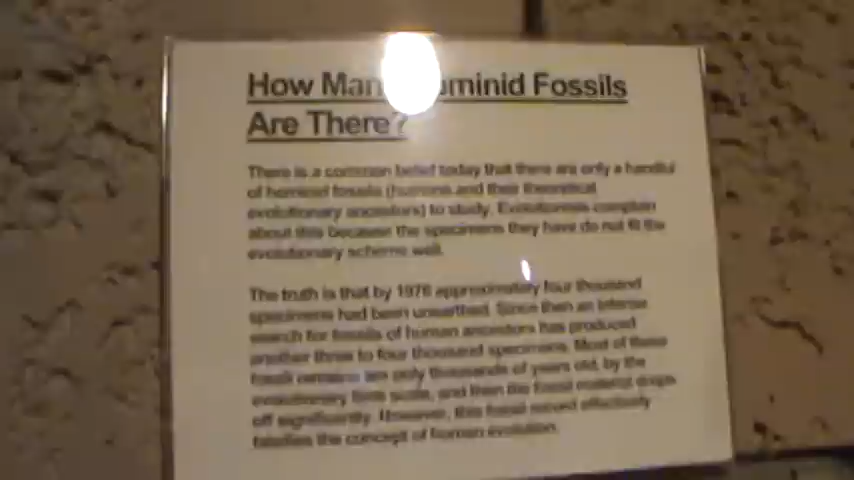 How Man uminid Fossils
Are There?
There is a common belief today that there are only a handful
of hominid fossils (humans and their theoretical
evolutionary ancestors) to study. Evolutionists complain
about this because the specimens they have do not fit the
evolutionary scheme well.
The truth is that by 1976 approximately four thousand
specimens had been unearthed. Since then an intense
search for fossils of human ancestors has produced
another three to four thousand specimens. Most of these
fossil remains are only thousands of years old, by the
evolutionary time scale, and then the fossil material drops
off significantly. However, this fossil record effectively
falsifies the concept of human evolution.